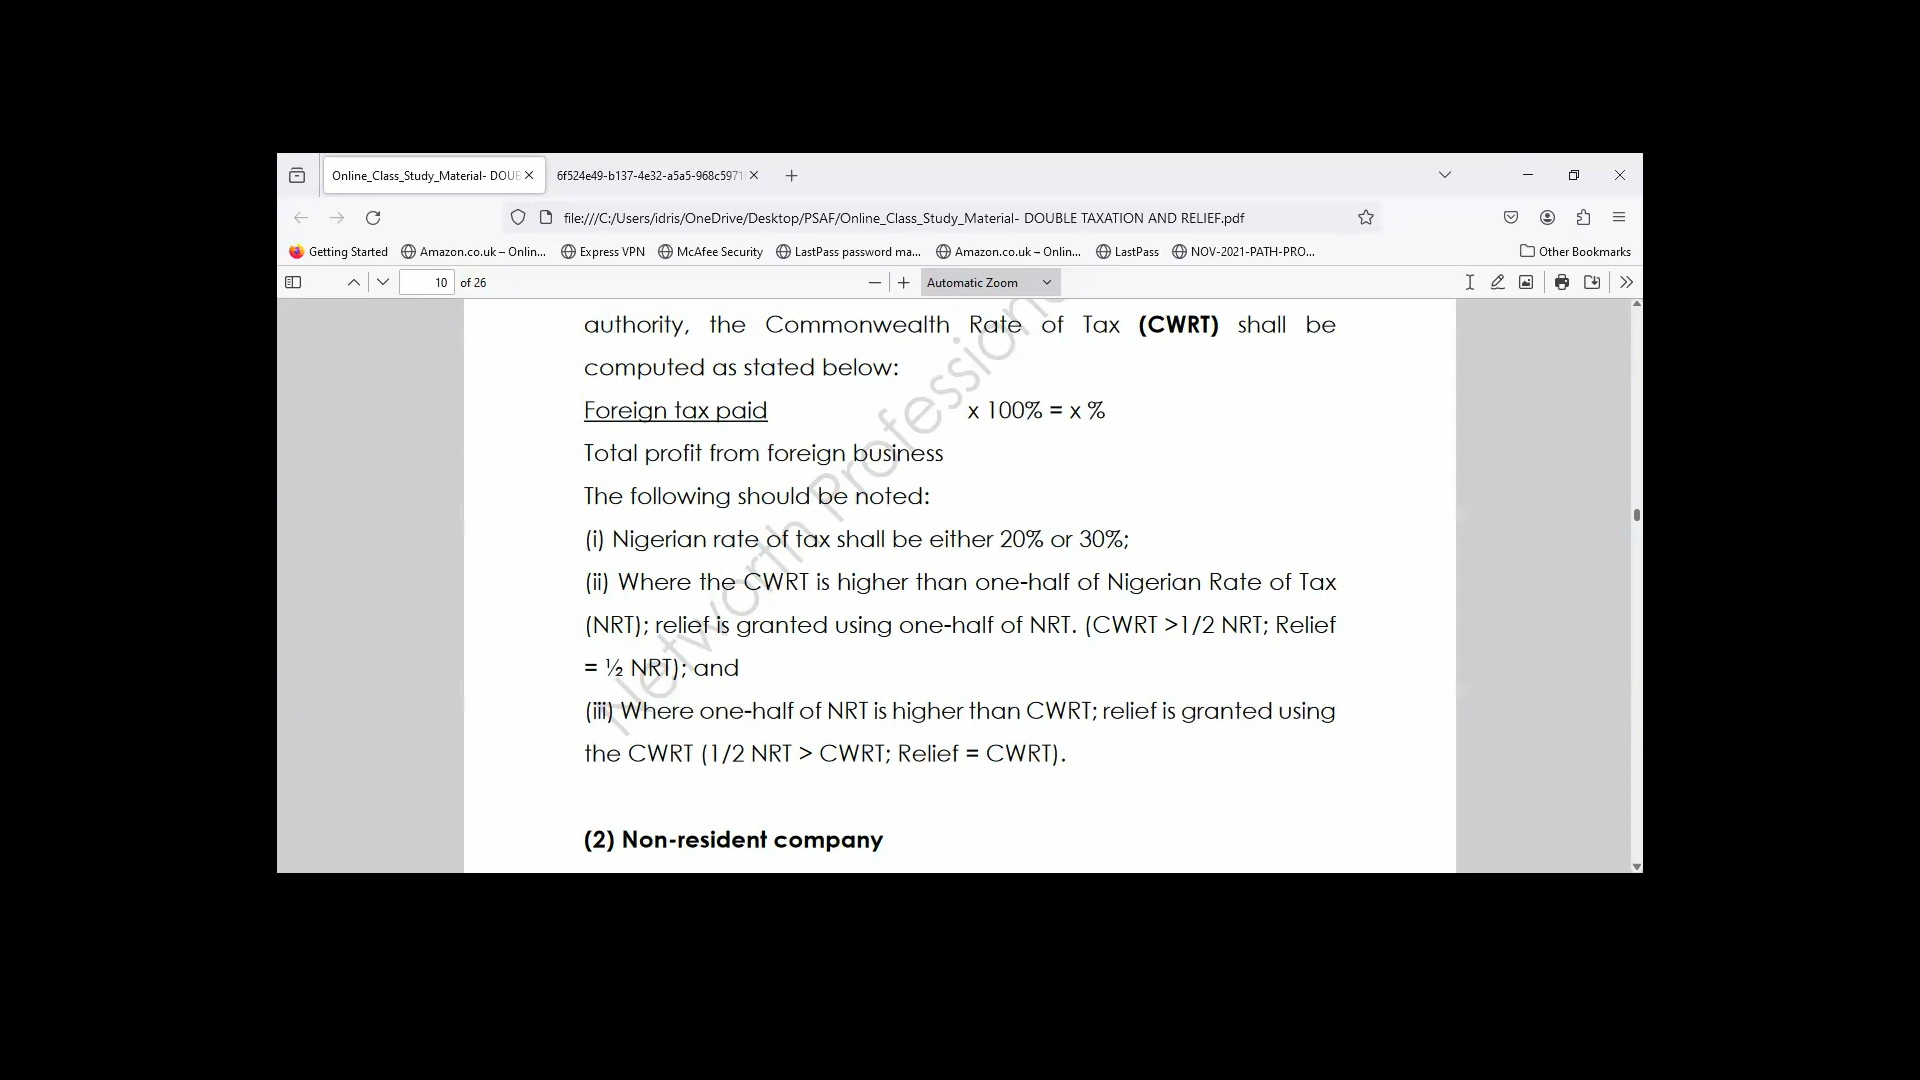 Online_Class_Study_Material- DOUB
6f524e49-b137-4e32-a5a5-968c5971
file:///C:/Users/idris/OneDrive/Desktop/PSAF/Online_Class_Study_Material- DOUBLE TAXATION AND RELIEF.pdf
Getting Started Amazon.co.uk – Onlin... Express VPN McAfee Security LastPass password ma... Amazon.co.uk – Onlin... LastPass NOV-2021-PATH-PRO... Other Bookmarks
10 of 26 Automatic Zoom
authority, the Commonwealth Rate of Tax (CWRT) shall be
computed as stated below:
Foreign tax paid x 100% = x %
Total profit from foreign business
The following should be noted:
(i) Nigerian rate of tax shall be either 20% or 30%;
(ii) Where the CWRT is higher than one-half of Nigerian Rate of Tax
(NRT); relief is granted using one-half of NRT. (CWRT >1/2 NRT; Relief
= ½ NRT); and
(iii) Where one-half of NRT is higher than CWRT; relief is granted using
the CWRT (1/2 NRT > CWRT; Relief = CWRT).
(2) Non-resident company
Networth Professiona